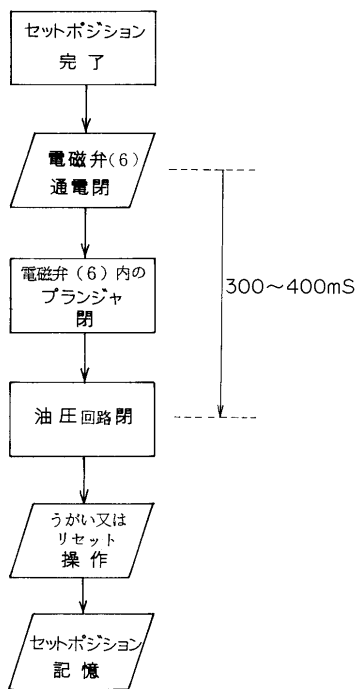 セットポジション
完了
電磁弁(6)
通電閉
電磁弁(6)内の
プランジャ
閉
300～400mS
油圧回路閉
うがい又は
リセット
操作
セットポジション
記憶